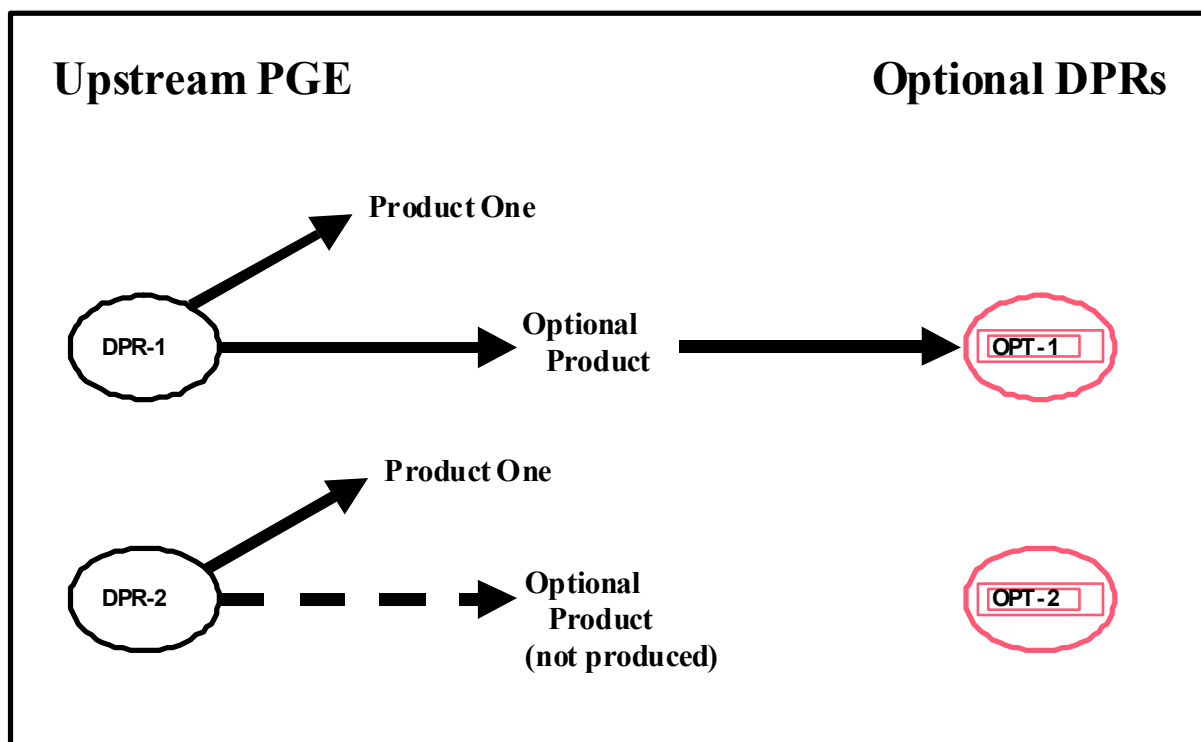 Upstream PGE
Optional DPRs
Product One
DPR-1
Optional
Product
OPT - 1
Product One
DPR-2
Optional
Product
(not produced)
OPT - 2